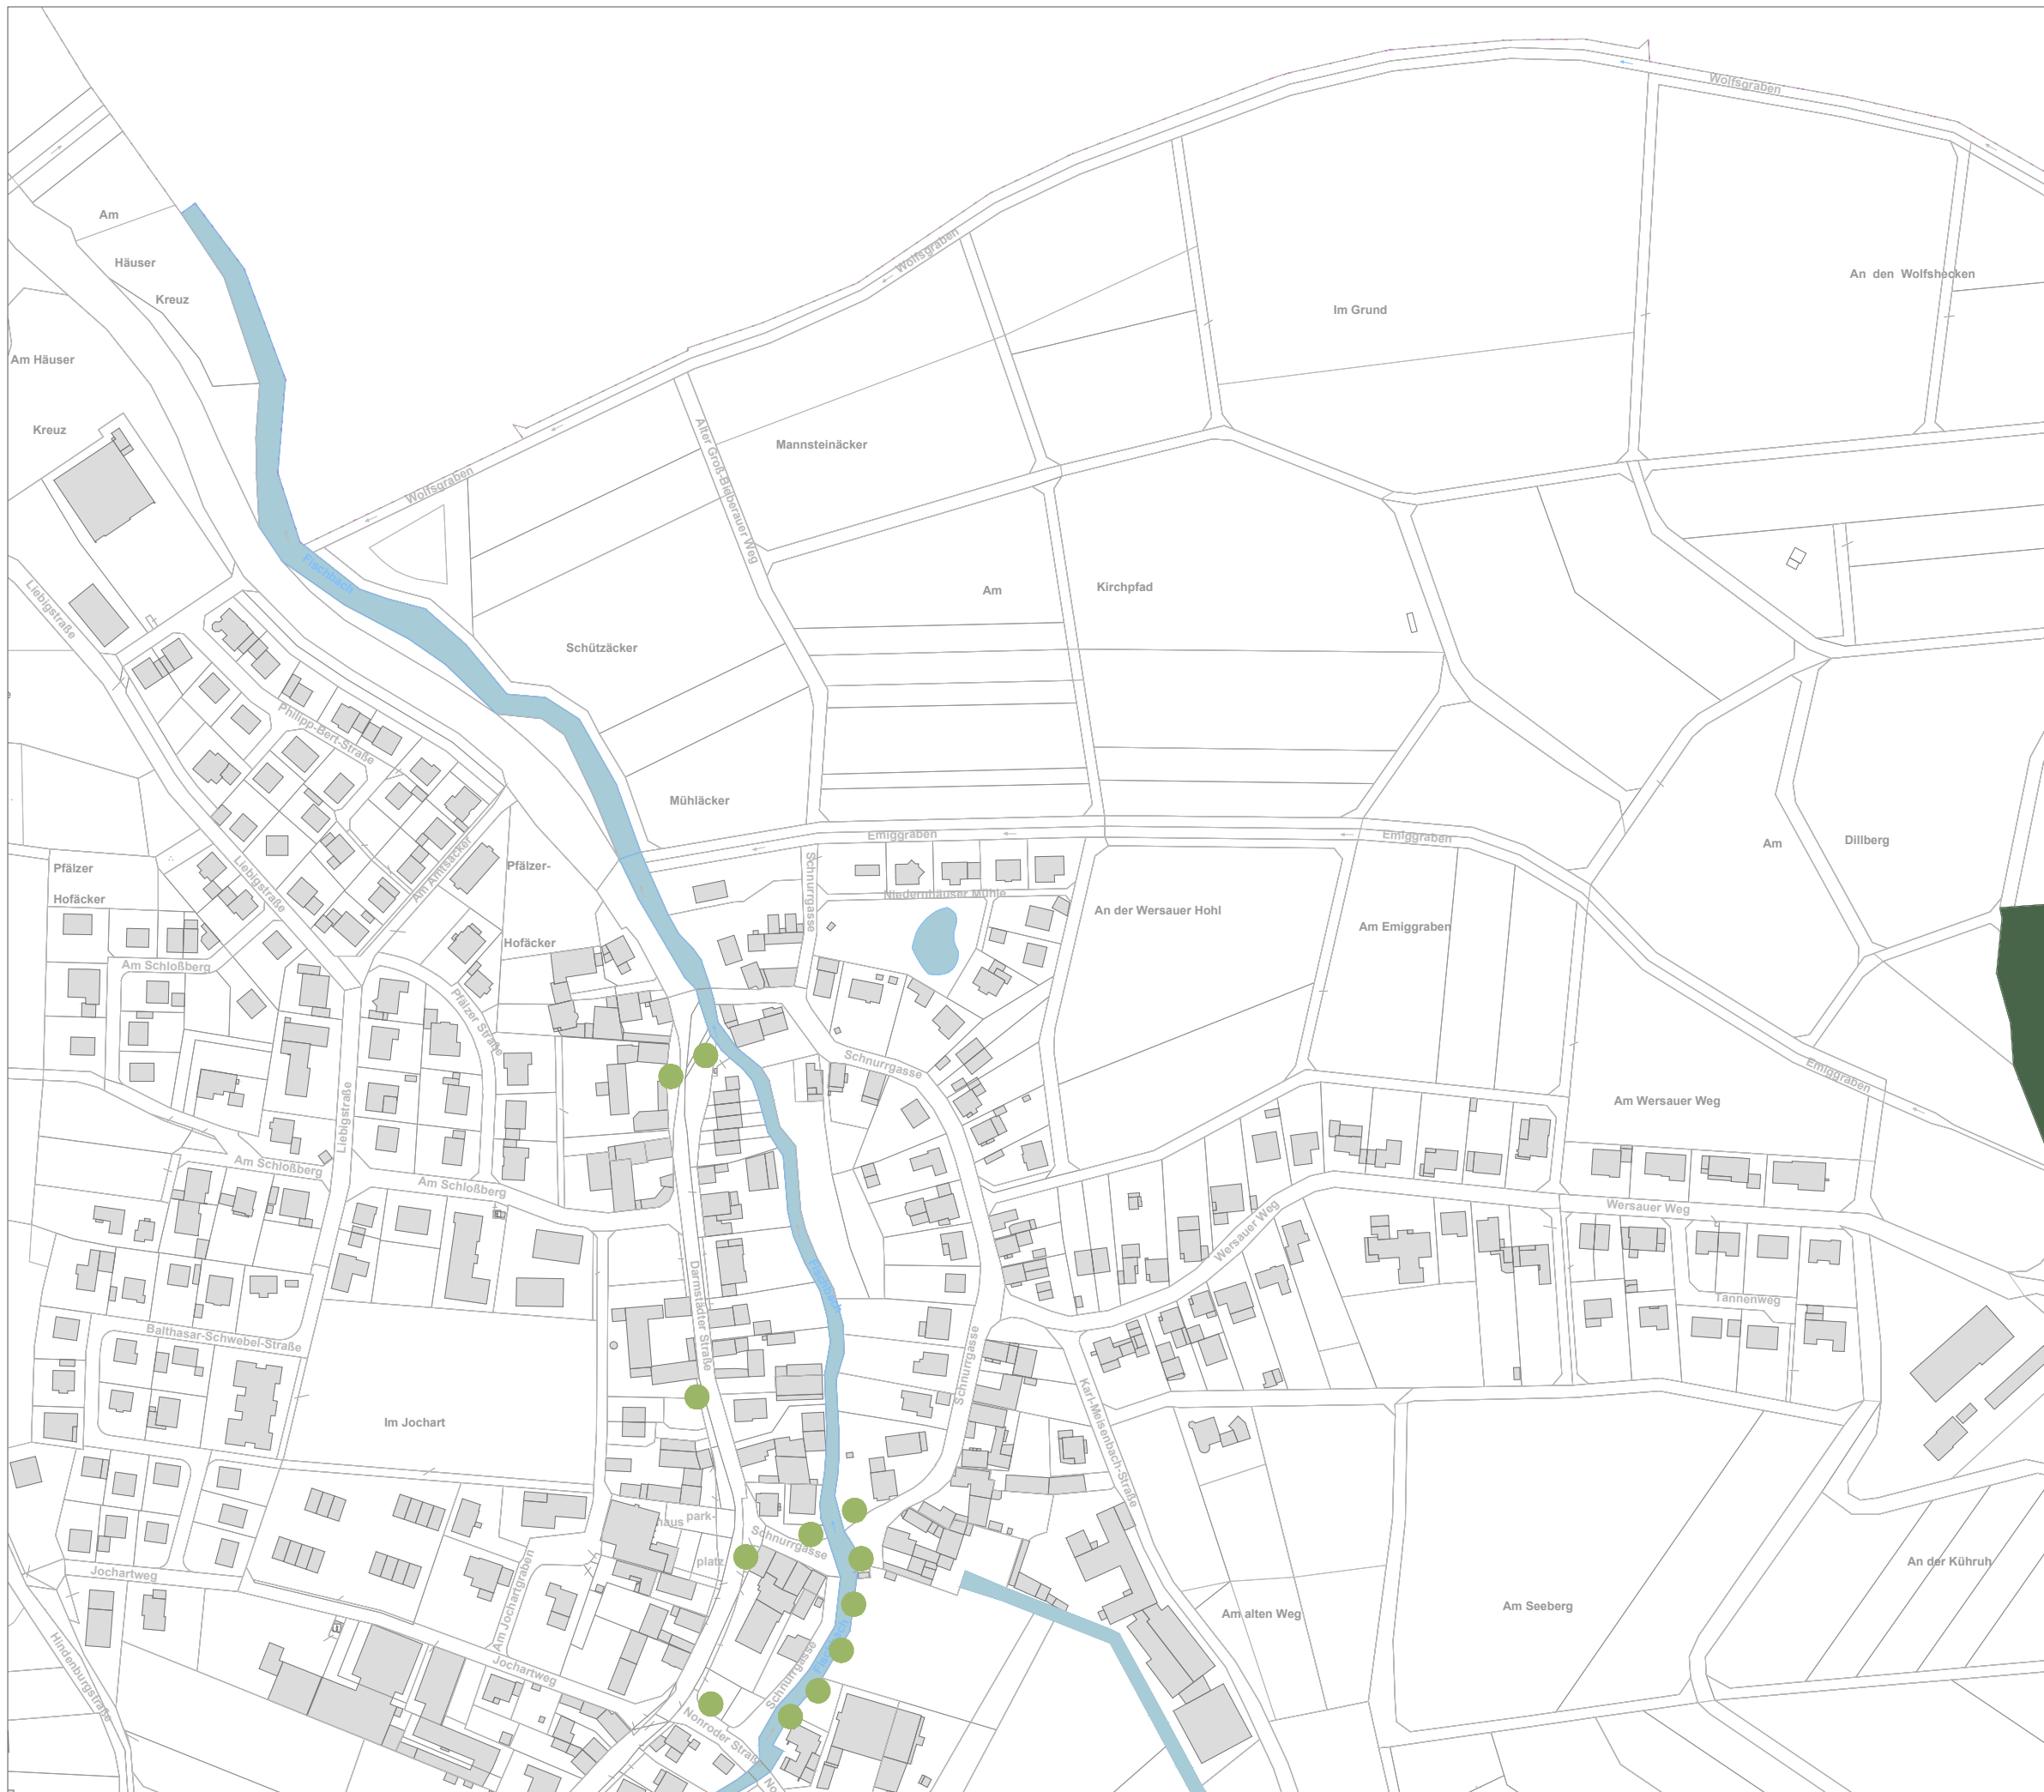 Wolfsgraben
Am
Häuser
Kreuz
Wolfsgraben
An den Wolfshecken
Im Grund
Am Häuser
Kreuz
Mannsteinäcker
Alter Groß-Bieberauer Weg
Wolfsgraben
Fischbach
Liebigstraße
Am
Kirchpfad
Schützäcker
Philipp-Bert-Straße
Mühläcker
Emiggraben
Emiggraben
Am
Dillberg
Pfälzer
Hofäcker
Liebigstraße
Am Amtsäcker
Pfälzer-
Hofäcker
Schnurrgasse
Niedernhäuser Mühle
An der Wersauer Hohl
Am Emiggraben
Am Schloßberg
Pfälzer Straße
Schnurrgasse
Emiggraben
Am Wersauer Weg
Liebigstraße
Am Schloßberg
Am Schloßberg
Wersauer Weg
Wersauer Weg
Darmstädter Straße
Fischbach
Tannenweg
Balthasar-Schwebel-Straße
Schnurrgasse
Im Jochart
Karl-Meisenbach-Straße
haus
park-
platz
Schnurrgasse
Jochartweg
Am Jochartgraben
An der Kühruh
Am alten Weg
Am Seeberg
Hindenburgstraße
Jochartweg
Schnurrgasse
Nonroder Straße